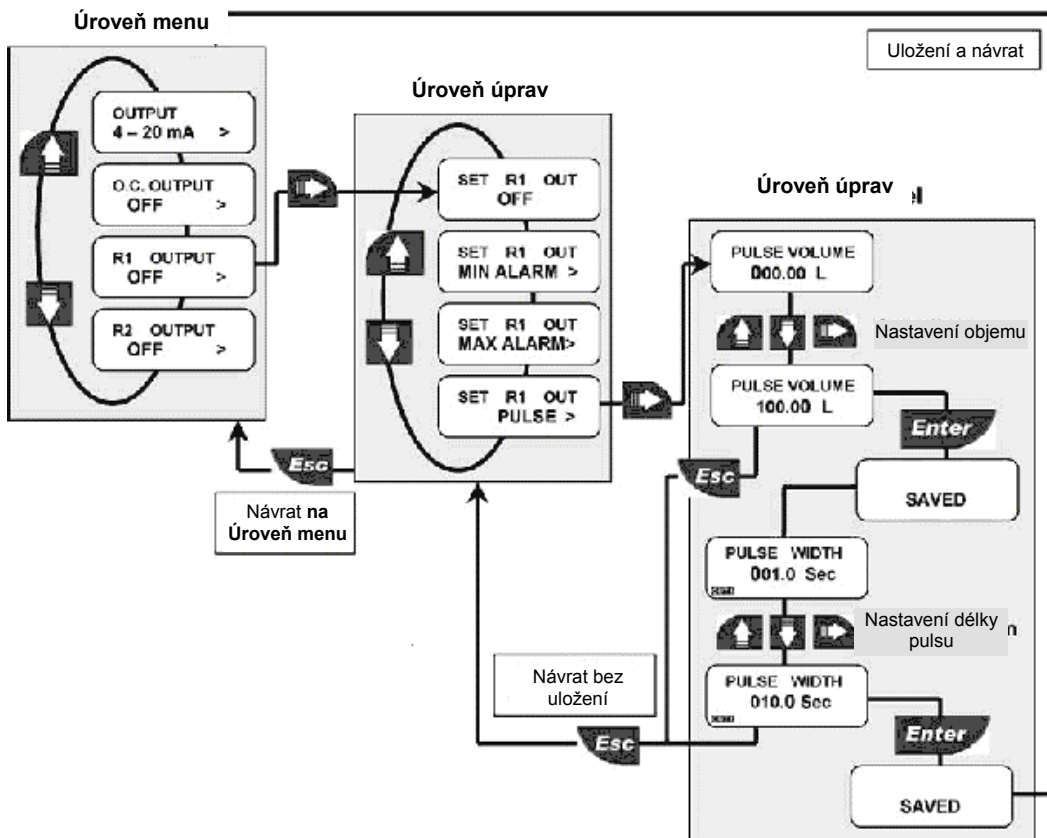 Úroveň menu
Uložení a návrat
OUTPUT
4 – 20 mA >
O.C. OUTPUT
OFF >
R1 OUTPUT
OFF >
R2 OUTPUT
OFF >
Esc
Návrat na
Úroveň menu
Úroveň úprav
SET R1 OUT
OFF
SET R1 OUT
MIN ALARM >
SET R1 OUT
MAX ALARM>
SET R1 OUT
PULSE >
Návrat bez
uložení
Esc
Úroveň úprav
PULSE VOLUME
000.00 L
Nastavení objemu
PULSE VOLUME
100.00 L
Enter
Esc
SAVED
PULSE WIDTH
001.0 Sec
Nastavení délky
pulsu
PULSE WIDTH
010.0 Sec
Enter
SAVED